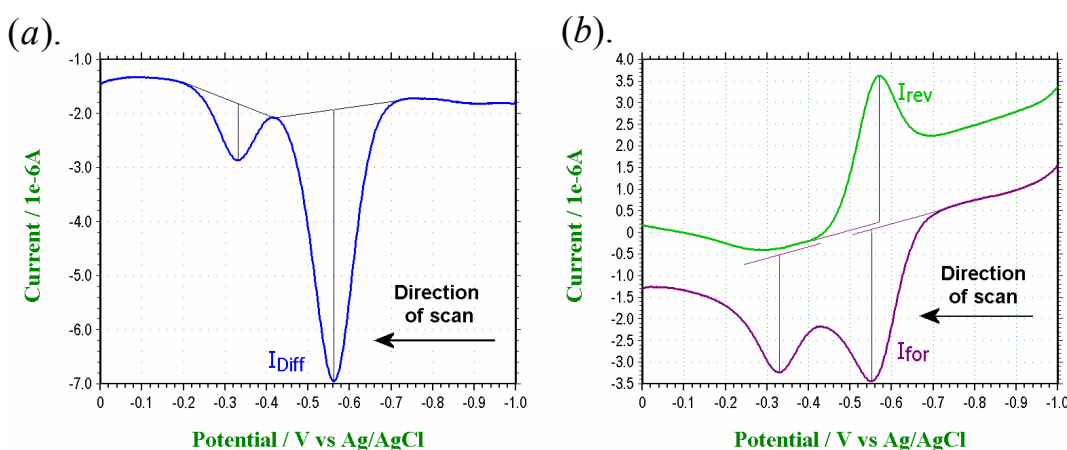 (a).
-1.0
-2.0
-3.0
-4.0
-5.0
-6.0
-7.0
0 -0.1 -0.2 -0.3 -0.4 -0.5 -0.6 -0.7 -0.8 -0.9 -1.0
Current / 1e-6A
Potential / V vs Ag/AgCl
IDiff
Direction
of scan
(b).
4.0
3.5
3.0
2.5
2.0
1.5
1.0
0.5
0
-0.5
-1.0
-1.5
-2.0
-2.5
-3.0
-3.5
0 -0.1 -0.2 -0.3 -0.4 -0.5 -0.6 -0.7 -0.8 -0.9 -1.0
Current / 1e-6A
Potential / V vs Ag/AgCl
Irev
Direction
of scan
Ifor